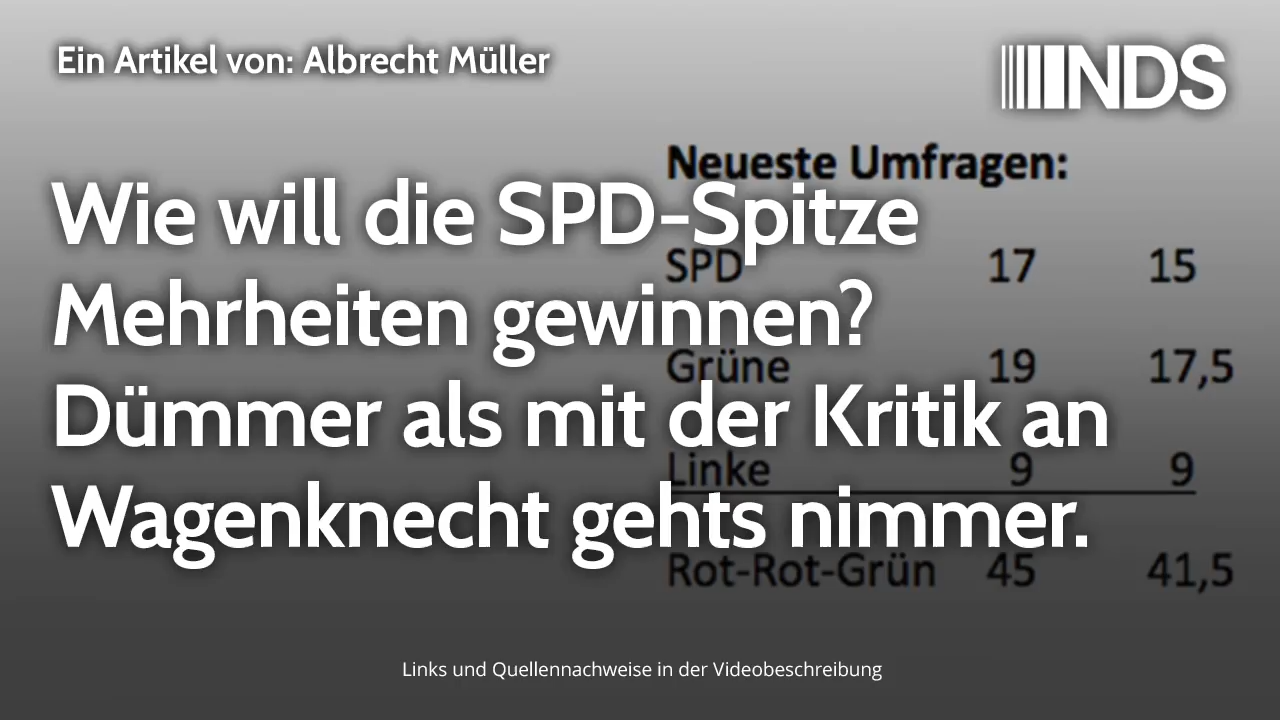 Ein Artikel von: Albrecht Müller
NDS
Neueste Umfragen:
Wie will die SPD-Spitze
Mehrheiten gewinnen?
Dümmer als mit der Kritik an
Wagenknecht gehts nimmer.
SPD 17 15
Grüne 19 17,5
Linke 9 9
Rot-Rot-Grün 45 41,5
Links und Quellennachweise in der Videobeschreibung